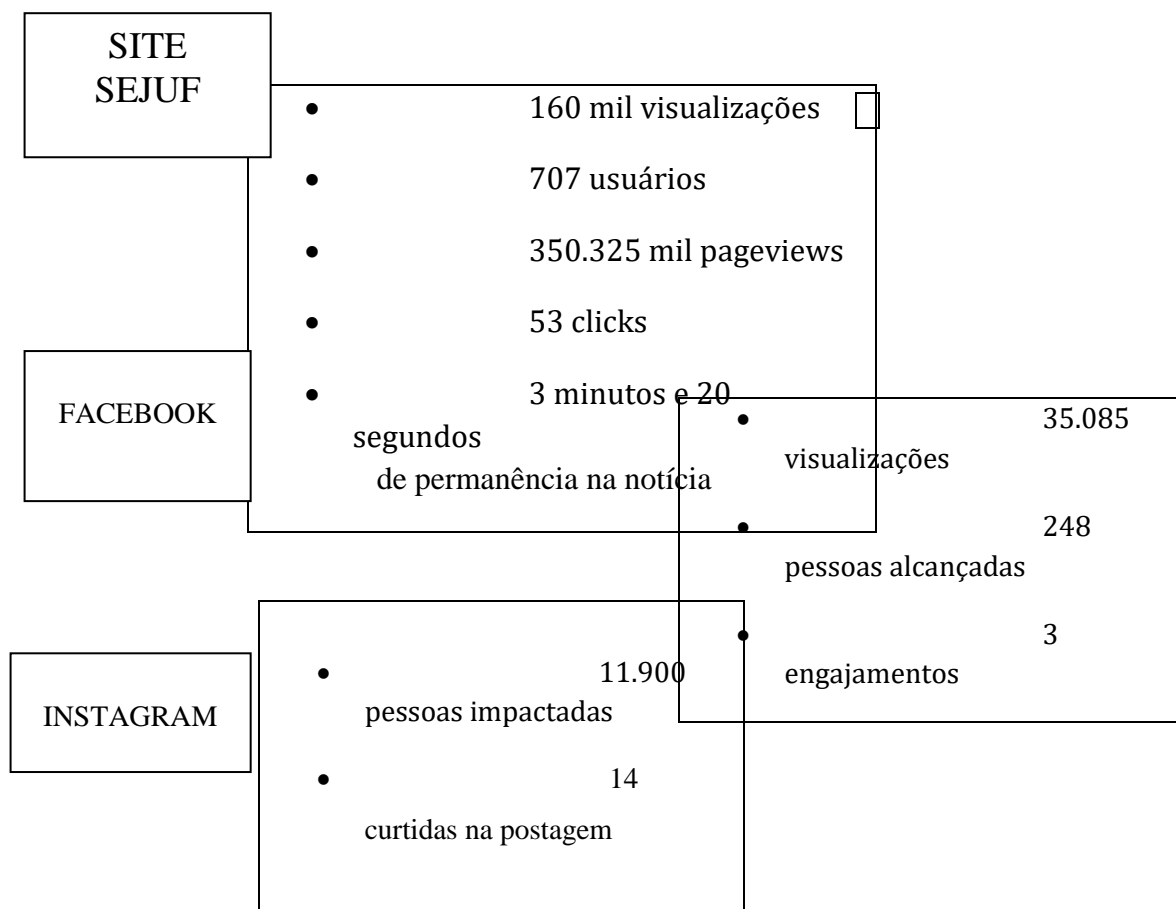 SITE
SEJUF
• 160 mil visualizações
• 707 usuários
• 350.325 mil pageviews
• 53 clicks
• 3 minutos e 20
segundos
de permanência na notícia
FACEBOOK
• 35.085
visualizações
• 248
pessoas alcançadas
• 3
engajamentos
INSTAGRAM
• 11.900
pessoas impactadas
• 14
curtidas na postagem